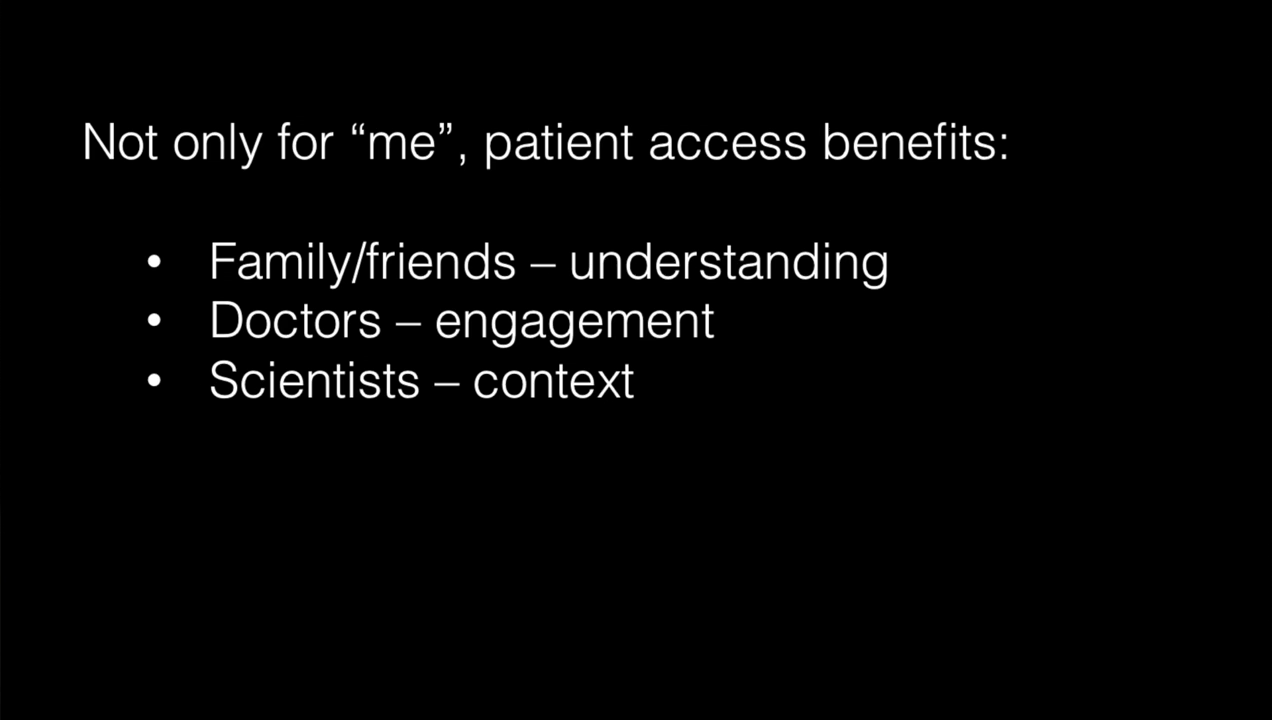 Not only for “me”, patient access benefits:
• Family/friends – understanding
• Doctors – engagement
• Scientists – context